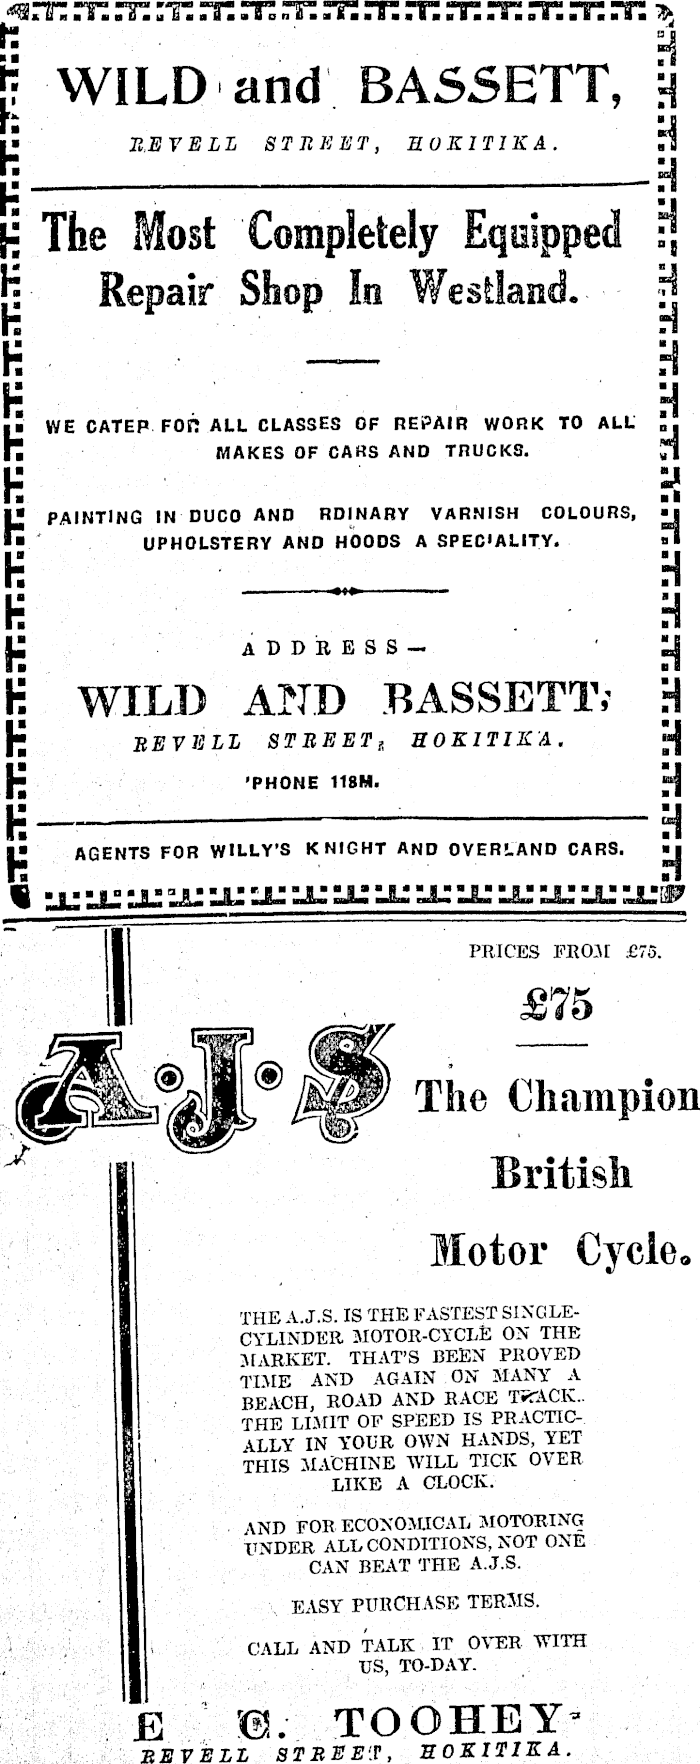 WILD and BASSETT,
REVELL STREET, HOKITIKA.
The Most Completely Equipped
Repair Shop In Westland.
WE CATER FOR ALL CLASSES OF REPAIR WORK TO ALL
MAKES OF CARS AND TRUCKS.
PAINTING IN DUCO AND RDINARY VARNISH COLOURS,
UPHOLSTERY AND HOODS A SPECIALITY.
ADDRESS—
WILD AND BASSETT,
REVELL STREET, HOKITIKA.
'PHONE 118M.
AGENTS FOR WILLY'S KNIGHT AND OVERLAND CARS.
PRICES FROM £75.
£75
A.J.S
The Champion
British
Motor Cycle.
THE A.J.S. IS THE FASTEST SINGLE-
CYLINDER MOTOR-CYCLE ON THE
MARKET. THAT'S BEEN PROVED
TIME AND AGAIN ON MANY A
BEACH, ROAD AND RACE TRACK..
THE LIMIT OF SPEED IS PRACTIC-
ALLY IN YOUR OWN HANDS, YET
THIS MACHINE WILL TICK OVER
LIKE A CLOCK.
AND FOR ECONOMICAL MOTORING
UNDER ALL CONDITIONS, NOT ONE
CAN BEAT THE A.J.S.
EASY PURCHASE TERMS.
CALL AND TALK IT OVER WITH
US, TO-DAY.
E C. TOOHEY-
REVELL STREET, HOKITIKA.